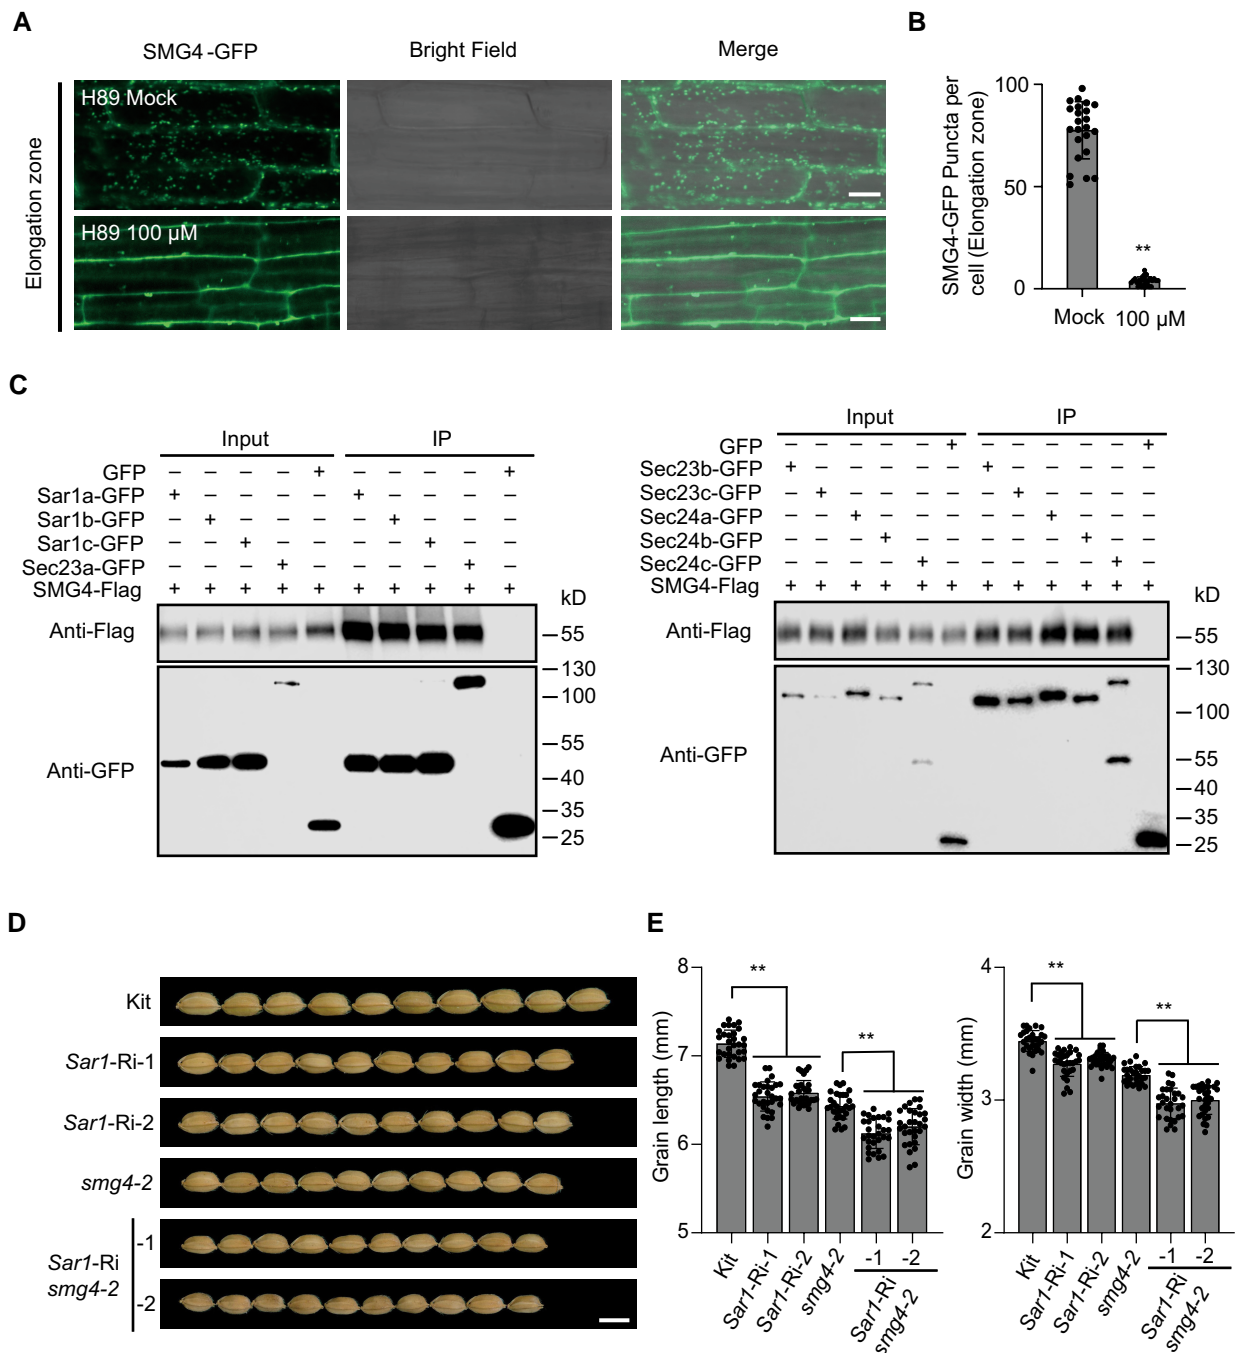 A
SMG4-GFP Bright Field Merge
Elongation zone
H89 Mock
H89 100 µM
B
SMG4-GFP Puncta per
cell (Elongation zone)
100
50
0
**
Mock 100 µM
C
Input IP
GFP – – – – + – – – – +
Sar1a-GFP + – – – – + – – – –
Sar1b-GFP – + – – – – + – – –
Sar1c-GFP – – + – – – – + – –
Sec23a-GFP – – – + – – – – + –
SMG4-Flag + + + + + + + + + +
kD
Anti-Flag
55
130
100
Anti-GFP
55
40
35
25
Input IP
GFP – – – – – + – – – – – +
Sec23b-GFP + – – – – – + – – – – –
Sec23c-GFP – + – – – – – + – – – –
Sec24a-GFP – – + – – – – – + – – –
Sec24b-GFP – – – + – – – – – + – –
Sec24c-GFP – – – – + – – – – – + –
SMG4-Flag + + + + + + + + + + + +
kD
Anti-Flag
55
130
100
Anti-GFP
55
40
35
25
D
Kit
Sar1-Ri-1
Sar1-Ri-2
smg4-2
Sar1-Ri
smg4-2
-1
-2
E
Grain length (mm)
8
7
6
5
**
**
Kit
Sar1-Ri-1
Sar1-Ri-2
smg4-2
-1 -2
Sar1-Ri
smg4-2
Grain width (mm)
4
3
2
**
**
Kit
Sar1-Ri-1
Sar1-Ri-2
smg4-2
-1 -2
Sar1-Ri
smg4-2